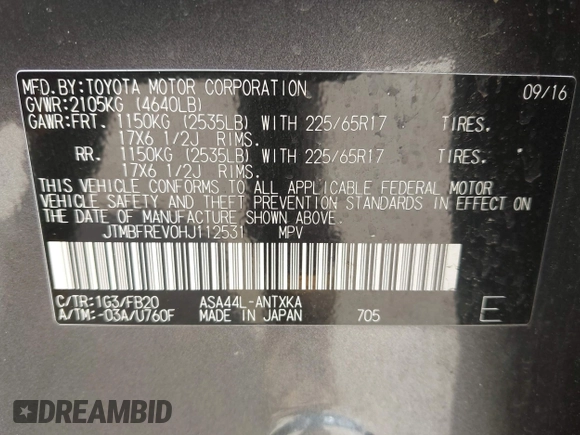 MFD.BY:TOYOTA MOTOR CORPORATION 09/16
GVWR:2105KG (4640LB)
GAWR:FRT. 1150KG (2535LB) WITH 225/65R17 TIRES.
17X6 1/2J RIMS.
RR. 1150KG (2535LB) WITH 225/65R17 TIRES.
17X6 1/2J RIMS.
THIS VEHICLE CONFORMS TO ALL APPLICABLE FEDERAL MOTOR
VEHICLE SAFETY AND THEFT PREVENTION STANDARDS IN EFFECT
ON THE DATE OF MANUFACTURE SHOWN ABOVE.
JTMBFREV0HJ112531 MPV
C/TR:1G3/FB20 ASA44L-ANTXKA
A/TM:-03A/U760F MADE IN JAPAN 705 E
DREAMBID